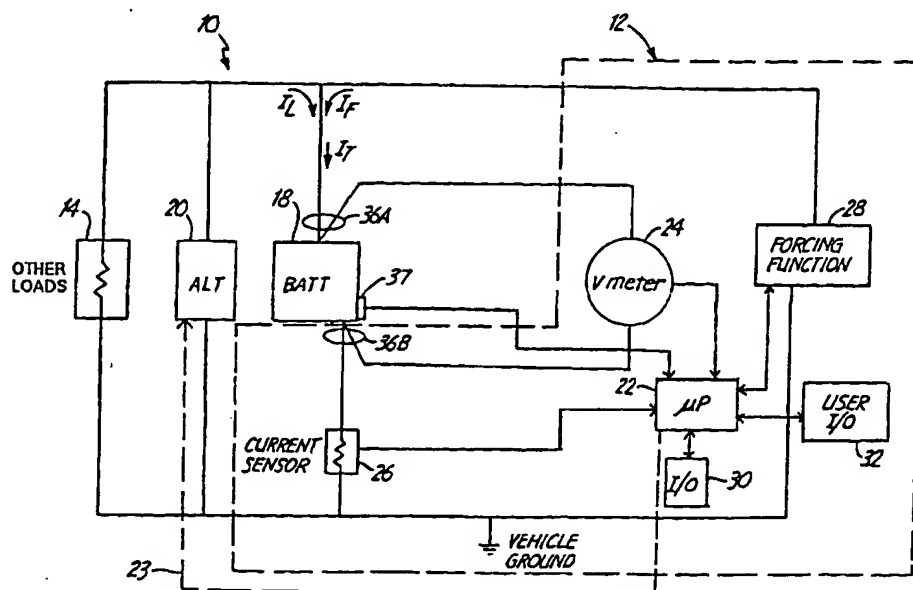 10
12
I_L
I_F
I_T
14
20
18
36A
24
28
OTHER
LOADS
ALT
BATT
37
V meter
FORCING
FUNCTION
36B
22
μP
USER
I/O
32
CURRENT
SENSOR
26
I/O
30
VEHICLE
GROUND
23